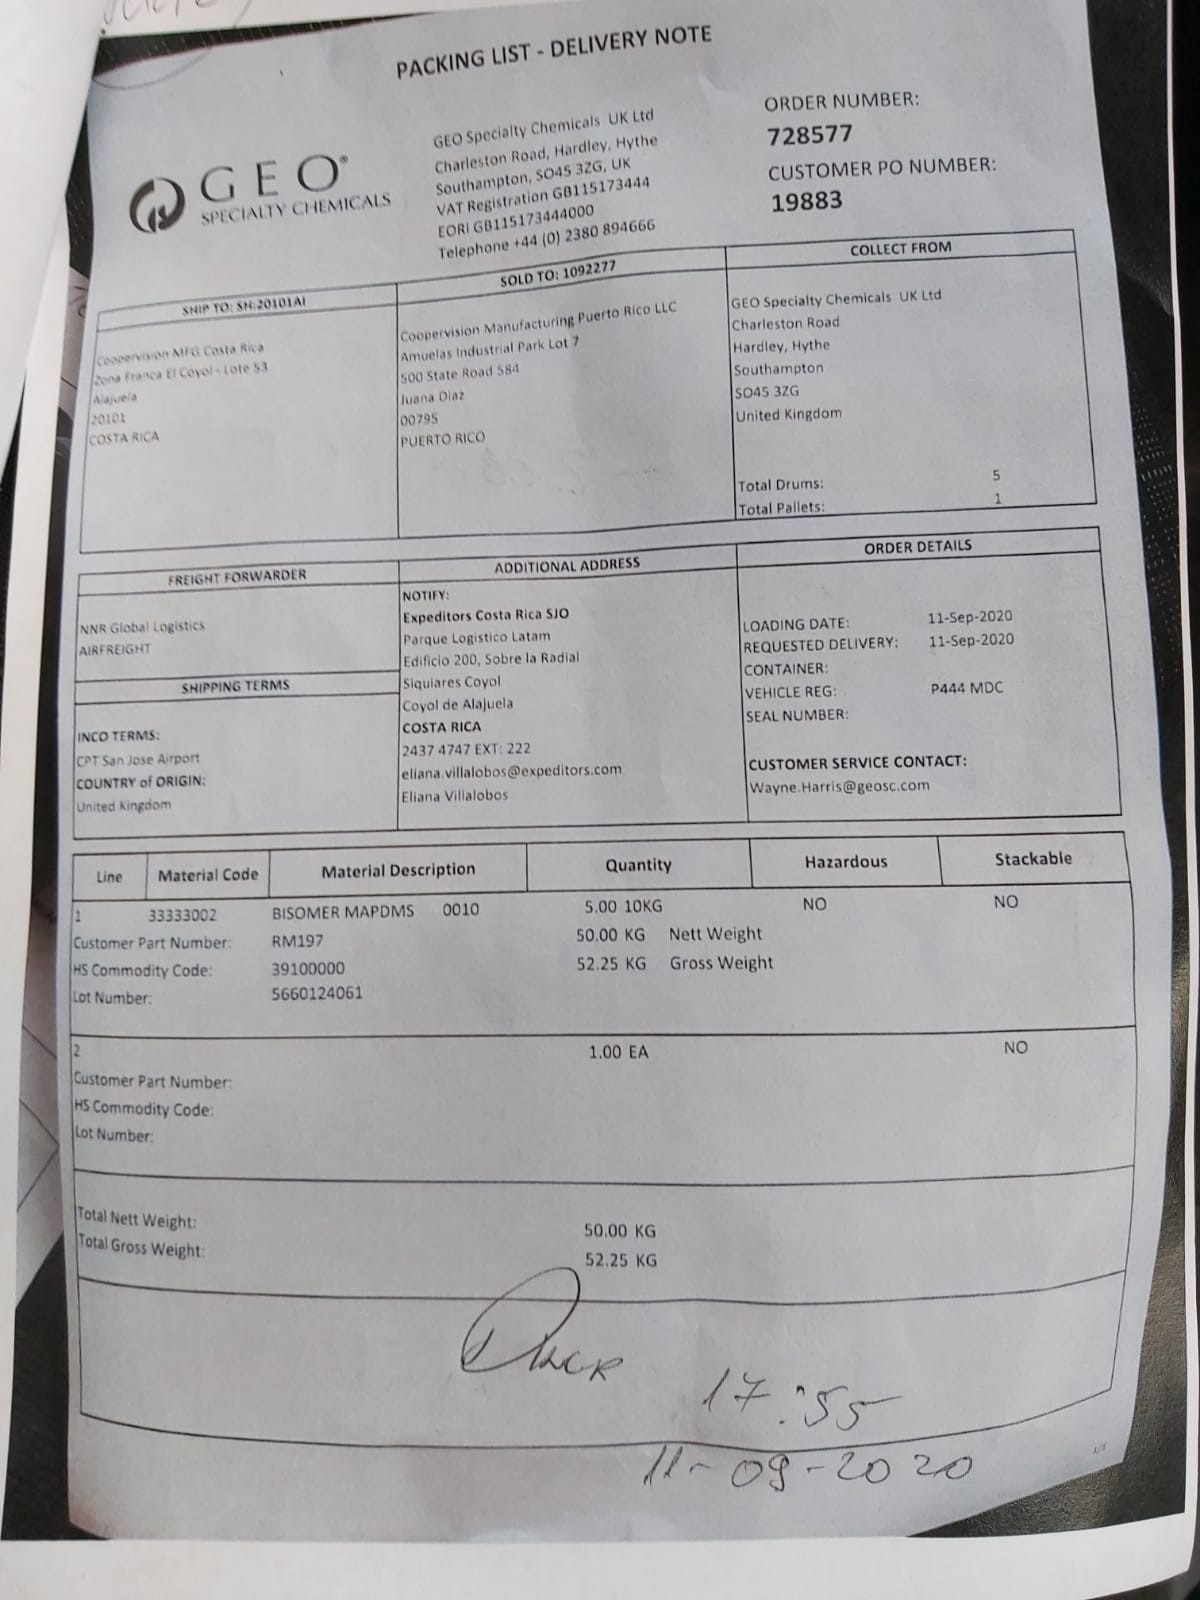 PACKING LIST - DELIVERY NOTE
GEO®
SPECIALTY CHEMICALS
GEO Specialty Chemicals UK Ltd
Charleston Road, Hardley, Hythe
Southampton, SO45 3ZG, UK
VAT Registration GB115173444
EORI GB115173444000
Telephone +44 (0) 2380 894666
ORDER NUMBER:
728577
CUSTOMER PO NUMBER:
19883
SHIP TO: SH:20101AI
Coopervision MFG Costa Rica
Zona Franca El Coyol - Lote 53
Alajuela
20101
COSTA RICA
SOLD TO: 1092277
Coopervision Manufacturing Puerto Rico LLC
Amuelas Industrial Park Lot 7
500 State Road 584
Juana Diaz
00795
PUERTO RICO
COLLECT FROM
GEO Specialty Chemicals UK Ltd
Charleston Road
Hardley, Hythe
Southampton
SO45 3ZG
United Kingdom
Total Drums: 5
Total Pallets: 1
FREIGHT FORWARDER
NNR Global Logistics
AIRFREIGHT
SHIPPING TERMS
INCO TERMS:
CPT San Jose Airport
COUNTRY of ORIGIN:
United Kingdom
ADDITIONAL ADDRESS
NOTIFY:
Expeditors Costa Rica SJO
Parque Logistico Latam
Edificio 200, Sobre la Radial
Siquiares Coyol
Coyol de Alajuela
COSTA RICA
2437 4747 EXT: 222
eliana.villalobos@expeditors.com
Eliana Villalobos
ORDER DETAILS
LOADING DATE: 11-Sep-2020
REQUESTED DELIVERY: 11-Sep-2020
CONTAINER:
VEHICLE REG: P444 MDC
SEAL NUMBER:
CUSTOMER SERVICE CONTACT:
Wayne.Harris@geosc.com
Line Material Code Material Description Quantity Hazardous Stackable
1 33333002 BISOMER MAPDMS 0010 5.00 10KG NO NO
Customer Part Number: RM197 50.00 KG Nett Weight
HS Commodity Code: 39100000 52.25 KG Gross Weight
Lot Number: 5660124061
2 1.00 EA NO
Customer Part Number:
HS Commodity Code:
Lot Number:
Total Nett Weight: 50.00 KG
Total Gross Weight: 52.25 KG
17:55
11-09-2020